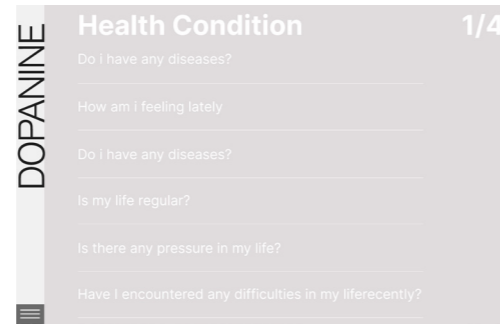 DOPANINE
Health Condition
1/4
Do i have any diseases?
How am i feeling lately
Do i have any diseases?
Is my life regular?
Is there any pressure in my life?
Have I encountered any difficulties in my liferecently?